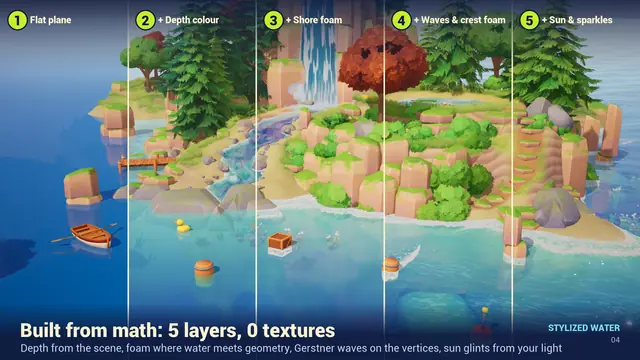 1 Flat plane
2 + Depth colour
3 + Shore foam
4 + Waves & crest foam
5 + Sun & sparkles
Built from math: 5 layers, 0 textures
Depth from the scene, foam where water meets geometry, Gerstner waves on the vertices, sun glints from your light
STYLIZED WATER
04